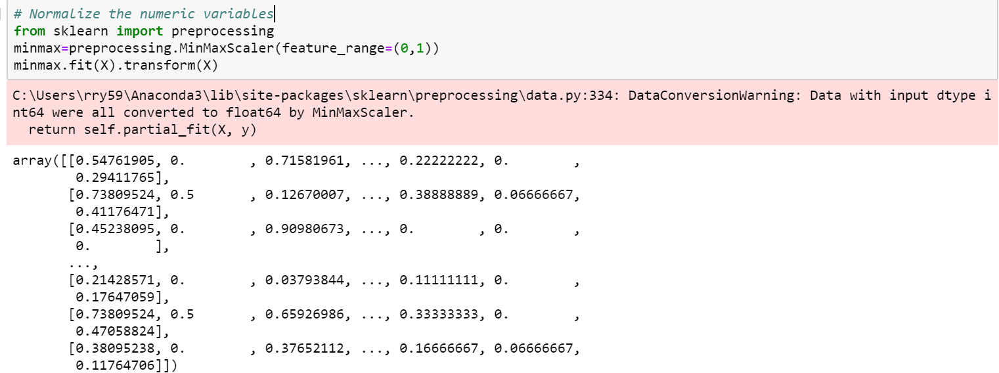 # Normalize the numeric variables
from sklearn import preprocessing
minmax=preprocessing.MinMaxScaler(feature_range=(0,1))
minmax.fit(X).transform(X)
C:\Users\rry59\Anaconda3\lib\site-packages\sklearn\preprocessing\data.py:334: DataConversionWarning: Data with input dtype i
nt64 were all converted to float64 by MinMaxScaler.
  return self.partial_fit(X, y)
array([[0.54761905, 0.        , 0.71581961, ..., 0.22222222, 0.        ,
        0.29411765],
       [0.73809524, 0.5       , 0.12670007, ..., 0.38888889, 0.06666667,
        0.41176471],
       [0.45238095, 0.        , 0.90980673, ..., 0.        , 0.        ,
        0.        ],
       ...,
       [0.21428571, 0.        , 0.03793844, ..., 0.11111111, 0.        ,
        0.17647059],
       [0.73809524, 0.5       , 0.65926986, ..., 0.33333333, 0.        ,
        0.47058824],
       [0.38095238, 0.        , 0.37652112, ..., 0.16666667, 0.06666667,
        0.11764706]])